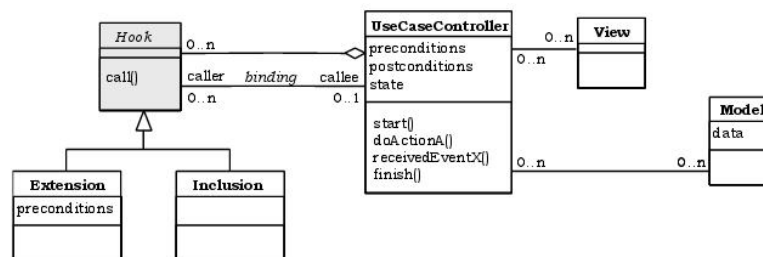 Hook
call()
0..n
caller
binding
callee
0..n
0..1
UseCaseController
preconditions
postconditions
state
start()
doActionA()
receivedEventX()
finish()
0..n
0..n
View
0..n
0..n
Model
data
Extension
preconditions
Inclusion